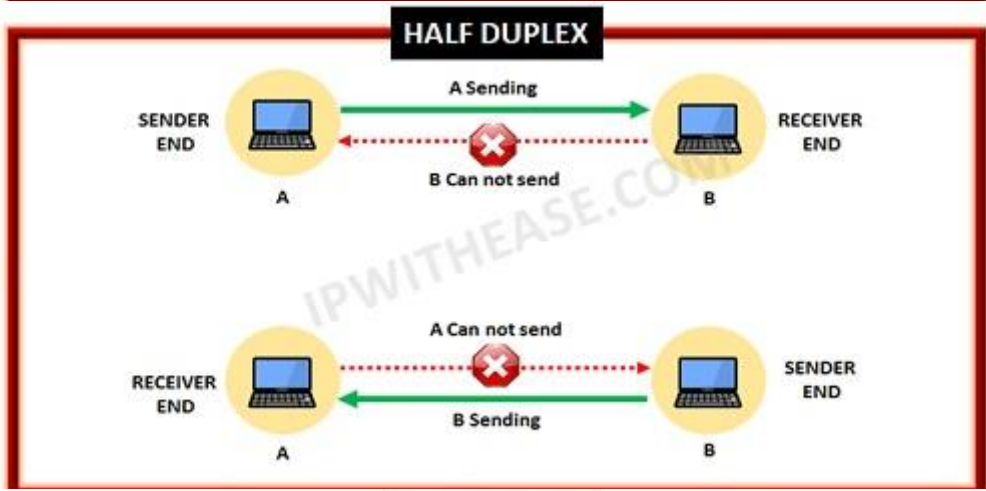 HALF DUPLEX
A Sending
SENDER
END
RECEIVER
END
B Can not send
A
B
IPWITHEASE.COM
A Can not send
RECEIVER
END
SENDER
END
B Sending
A
B